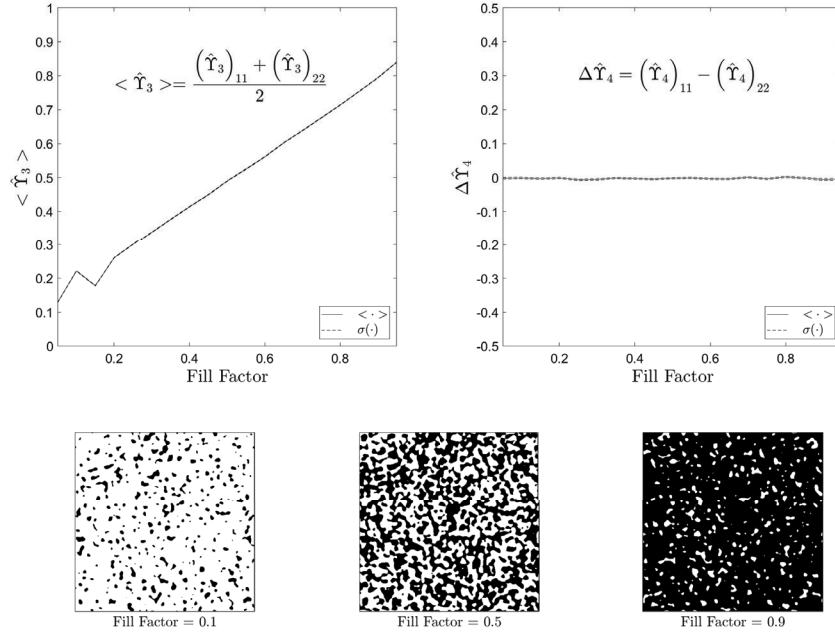 1
0.9
0.8
0.7
0.6
0.5
0.4
0.3
0.2
0.1
0
< Υ̂₃ >
< Υ̂₃ >= ((Υ̂₃)₁₁ + (Υ̂₃)₂₂) / 2
< · >
σ(·)
0.2 0.4 0.6 0.8
Fill Factor
0.5
0.4
0.3
0.2
0.1
0
-0.1
-0.2
-0.3
-0.4
-0.5
ΔΥ̂₄
ΔΥ̂₄ = (Υ̂₄)₁₁ − (Υ̂₄)₂₂
< · >
σ(·)
0.2 0.4 0.6 0.8
Fill Factor
Fill Factor = 0.1
Fill Factor = 0.5
Fill Factor = 0.9